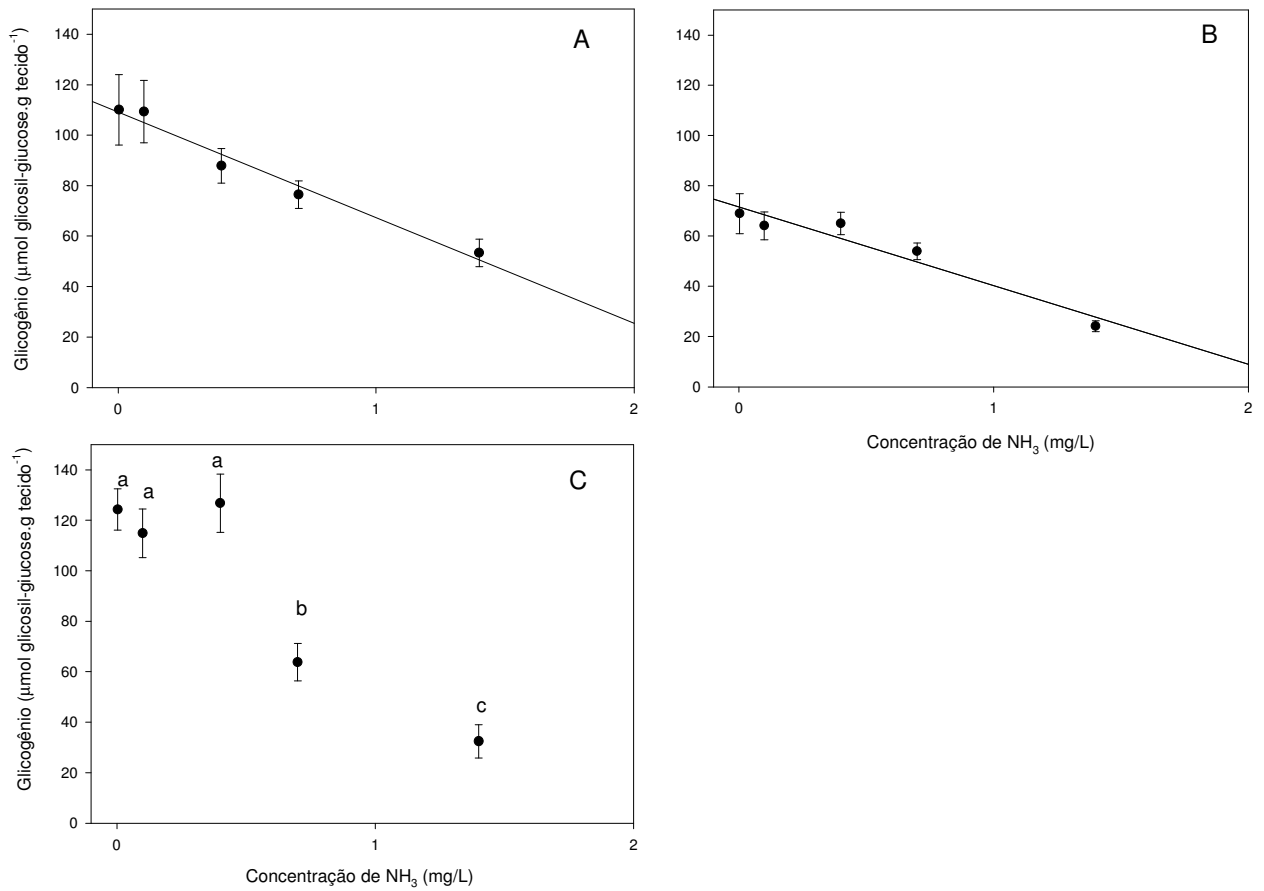 A
Glicogênio (µmol glicosil-giucose.g tecido⁻¹)
140
120
100
80
60
40
20
0
0 1 2
B
140
120
100
80
60
40
20
0
0 1 2
Concentração de NH₃ (mg/L)
C
Glicogênio (µmol glicosil-giucose.g tecido⁻¹)
140
120
100
80
60
40
20
0
a a a
b
c
0 1 2
Concentração de NH₃ (mg/L)